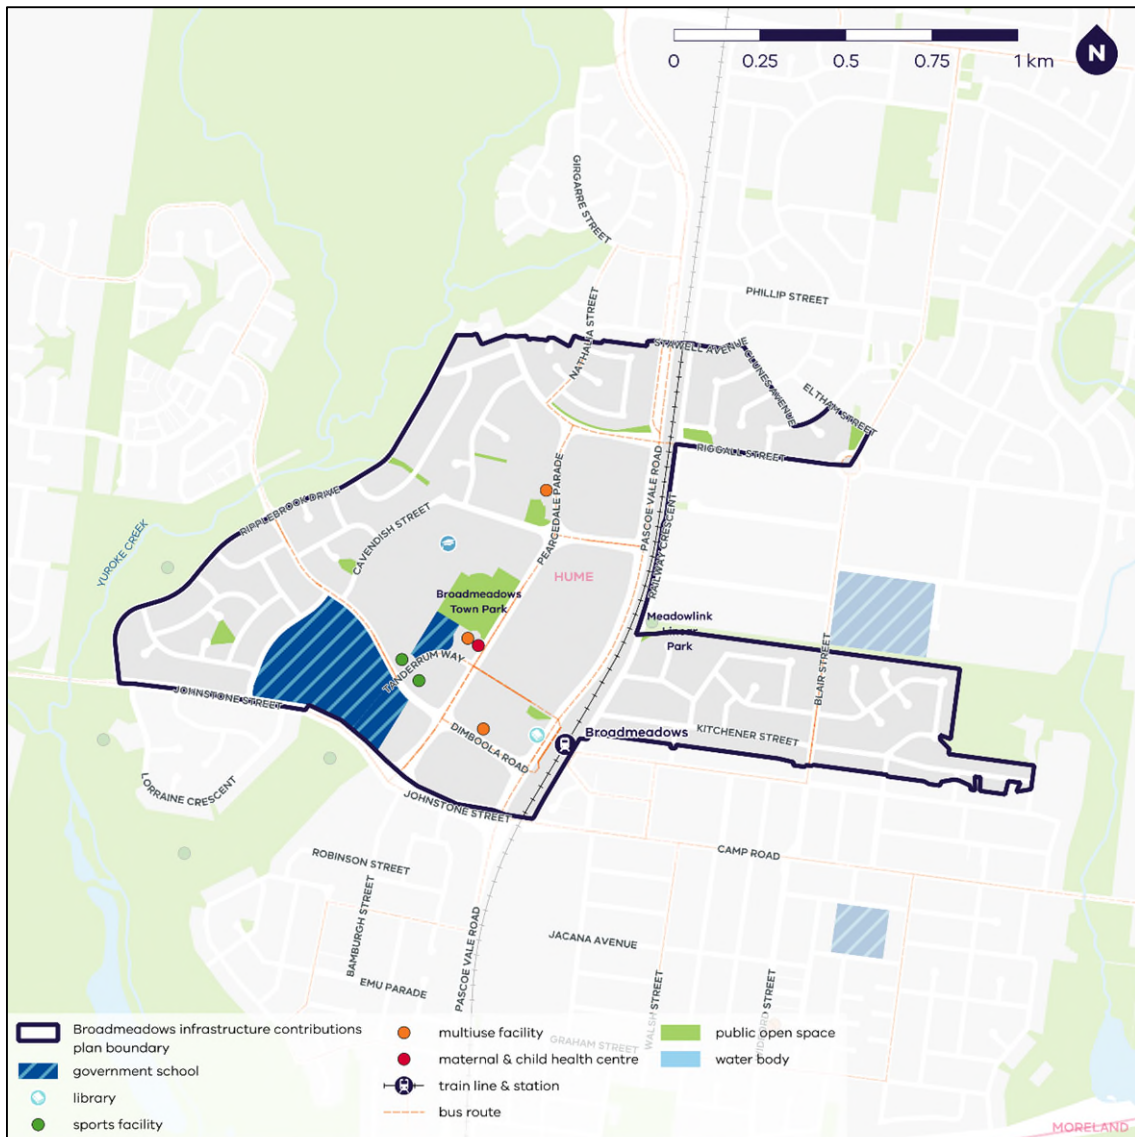 0 0.25 0.5 0.75 1 km
N
GIRGARRE STREET
PHILLIP STREET
NATHALIA STREET
STAWELL AVENUE
CLUNES AVENUE
ELTHAM STREET
RIGGALL STREET
PEARCEDALE PARADE
PASCOE VALE ROAD
RAILWAY CRESCENT
RIPPLEBROOK DRIVE
CAVENDISH STREET
YUROKE CREEK
HUME
Broadmeadows
Town Park
Meadowlink
Linear
Park
TANDERRUM WAY
BLAIR STREET
JOHNSTONE STREET
DIMBOOLA ROAD
Broadmeadows
KITCHENER STREET
LORRAINE CRESCENT
JOHNSTONE STREET
ROBINSON STREET
CAMP ROAD
BAMBURGH STREET
PASCOE VALE ROAD
JACANA AVENUE
EMU PARADE
WALSH STREET
GRAHAM STREET
Broadmeadows infrastructure contributions
plan boundary
government school
library
sports facility
multiuse facility
maternal & child health centre
train line & station
bus route
public open space
water body
MORELAND